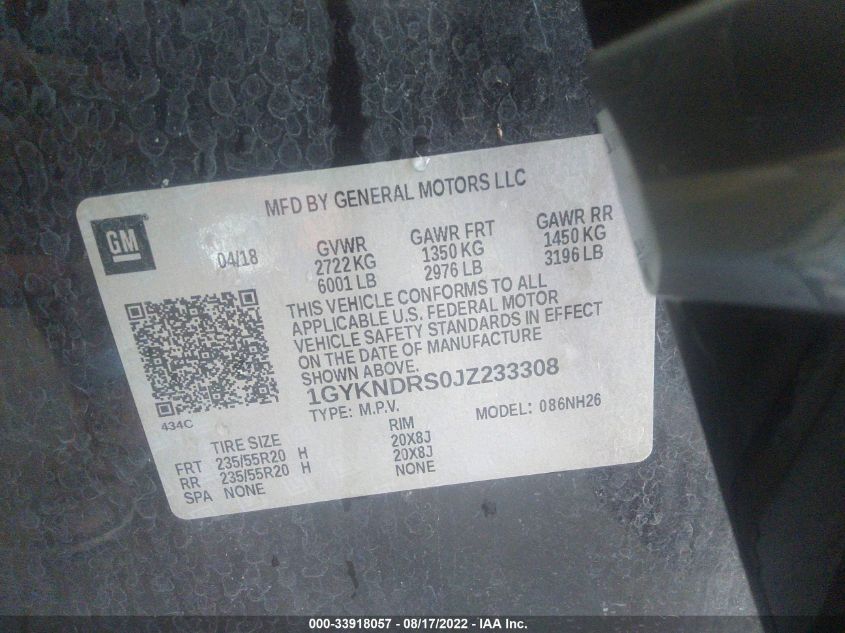 MFD BY GENERAL MOTORS LLC
GM
04/18
GVWR GAWR FRT GAWR RR
2722 KG 1350 KG 1450 KG
6001 LB 2976 LB 3196 LB
THIS VEHICLE CONFORMS TO ALL
APPLICABLE U.S. FEDERAL MOTOR
VEHICLE SAFETY STANDARDS IN EFFECT
ON THE DATE OF MANUFACTURE
SHOWN ABOVE.
1GYKNDRS0JZ233308
TYPE: M.P.V. MODEL: 086NH26
434C
TIRE SIZE RIM
FRT 235/55R20 H 20X8J
RR 235/55R20 H 20X8J
SPA NONE NONE
000-33918057 - 08/17/2022 - IAA Inc.